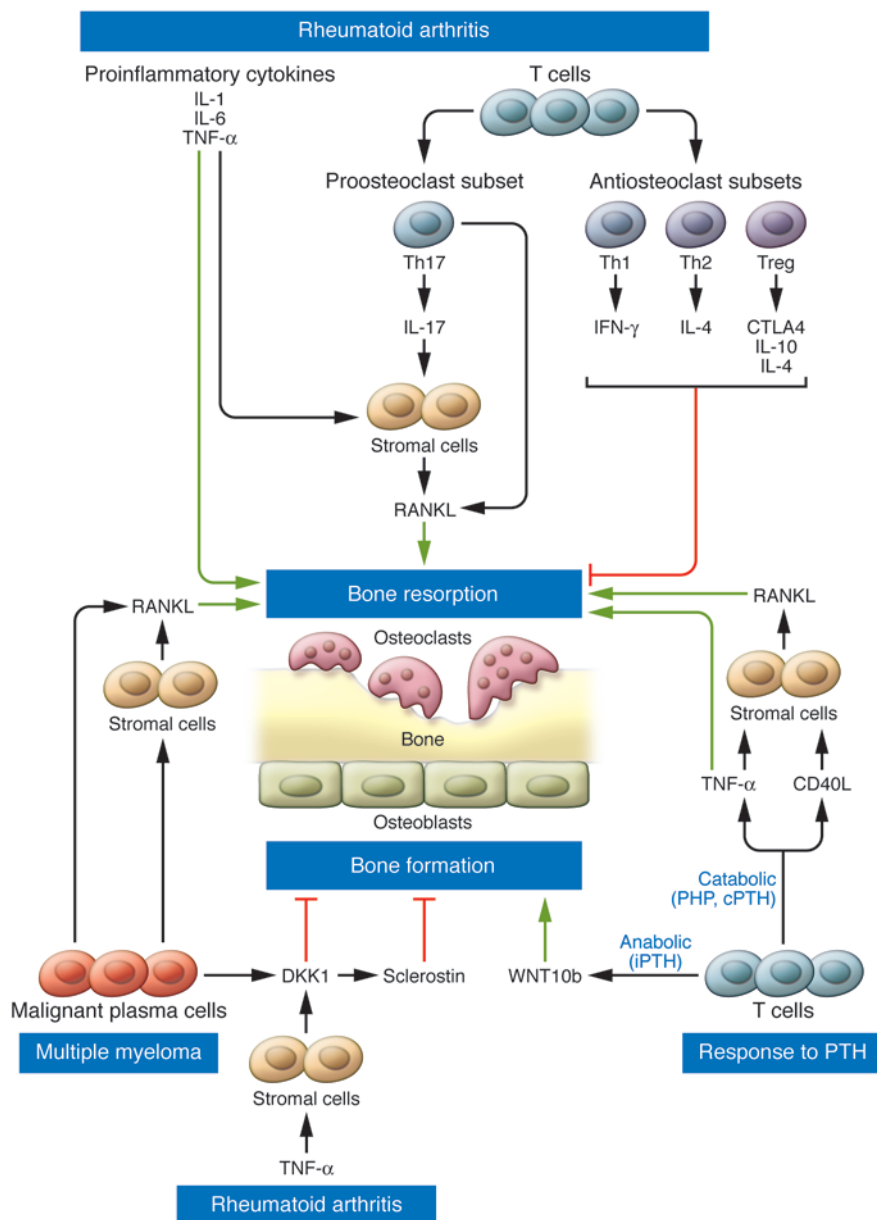 Rheumatoid arthritis
Proinflammatory cytokines
IL-1
IL-6
TNF-α
T cells
Proosteoclast subset
Antiosteoclast subsets
Th17
Th1
Th2
Treg
IL-17
IFN-γ
IL-4
CTLA4
IL-10
IL-4
Stromal cells
RANKL
Bone resorption
RANKL
RANKL
Osteoclasts
Stromal cells
Stromal cells
Bone
TNF-α
CD40L
Osteoblasts
Bone formation
Catabolic
(PHP, cPTH)
Anabolic
(iPTH)
DKK1
Sclerostin
WNT10b
Malignant plasma cells
T cells
Multiple myeloma
Response to PTH
Stromal cells
TNF-α
Rheumatoid arthritis